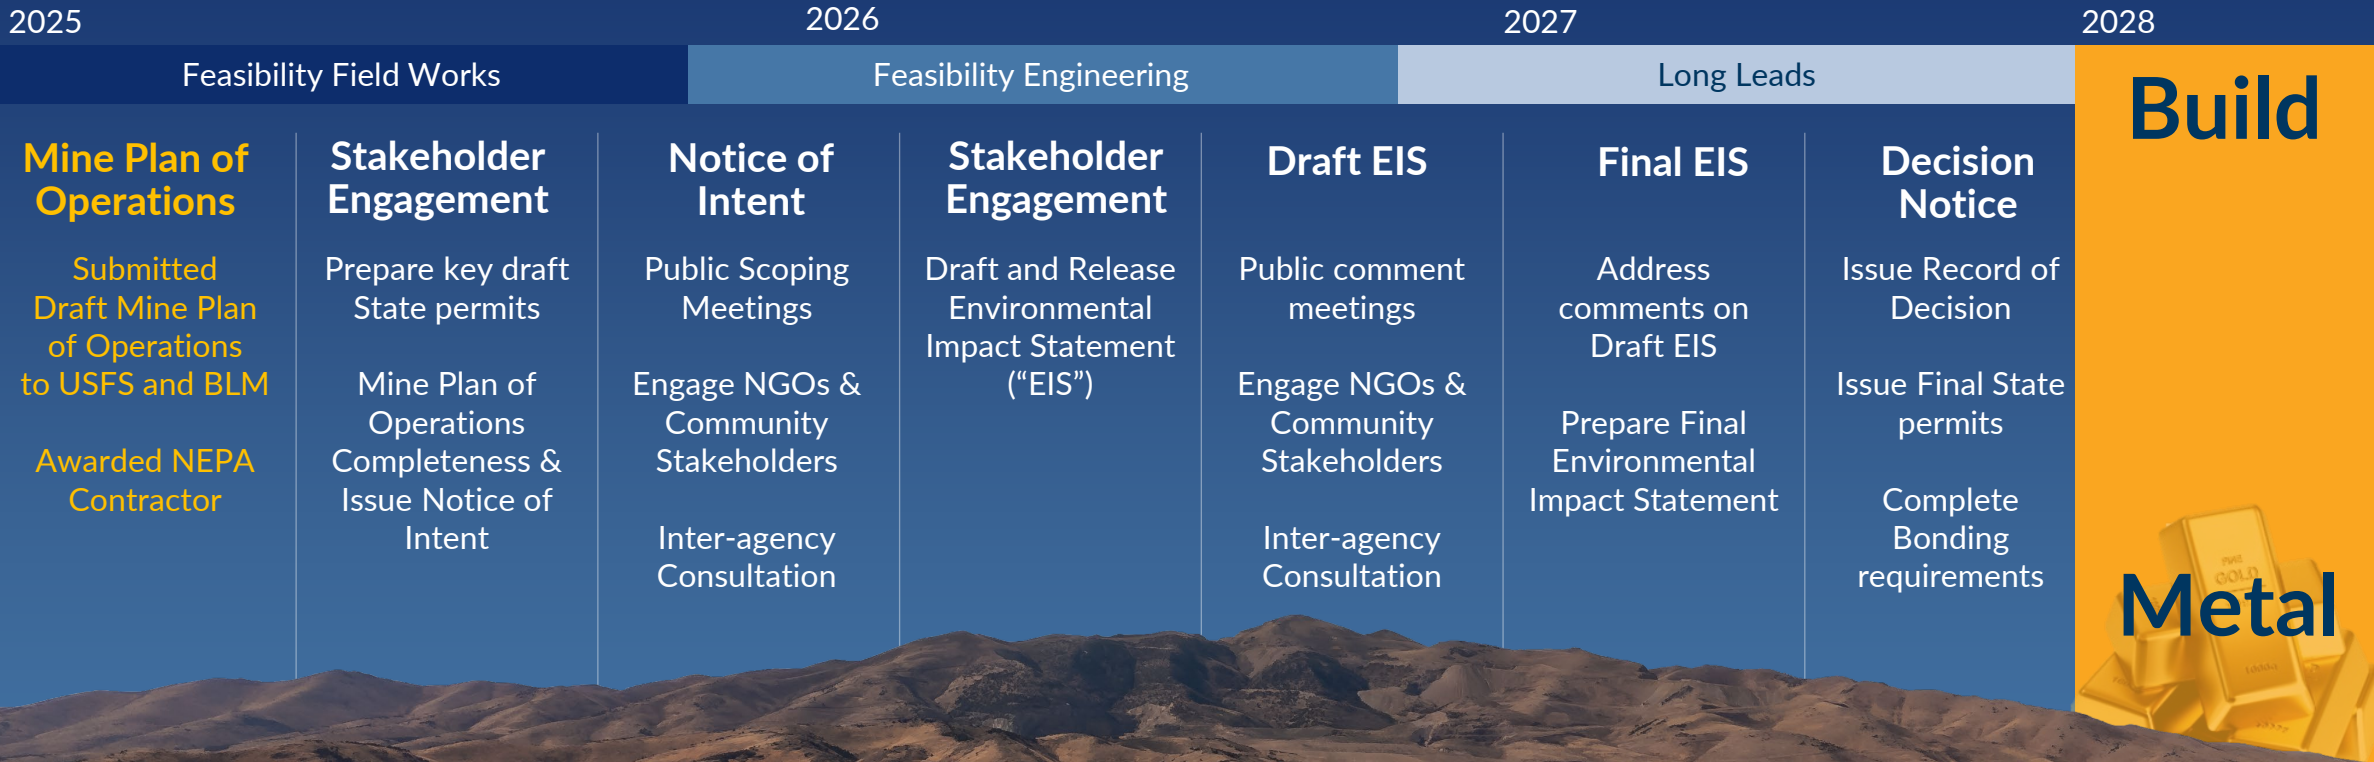 2025
2026
2027
2028
Feasibility Field Works
Feasibility Engineering
Long Leads
Mine Plan of
Operations
Submitted
Draft Mine Plan
of Operations
to USFS and BLM
Awarded NEPA
Contractor
Stakeholder
Engagement
Prepare key draft
State permits
Mine Plan of
Operations
Completeness &
Issue Notice of
Intent
Notice of
Intent
Public Scoping
Meetings
Engage NGOs &
Community
Stakeholders
Inter-agency
Consultation
Stakeholder
Engagement
Draft and Release
Environmental
Impact Statement
(“EIS”)
Draft EIS
Public comment
meetings
Engage NGOs &
Community
Stakeholders
Inter-agency
Consultation
Final EIS
Address
comments on
Draft EIS
Prepare Final
Environmental
Impact Statement
Decision
Notice
Issue Record of
Decision
Issue Final State
permits
Complete
Bonding
requirements
Build
GOLD
Metal